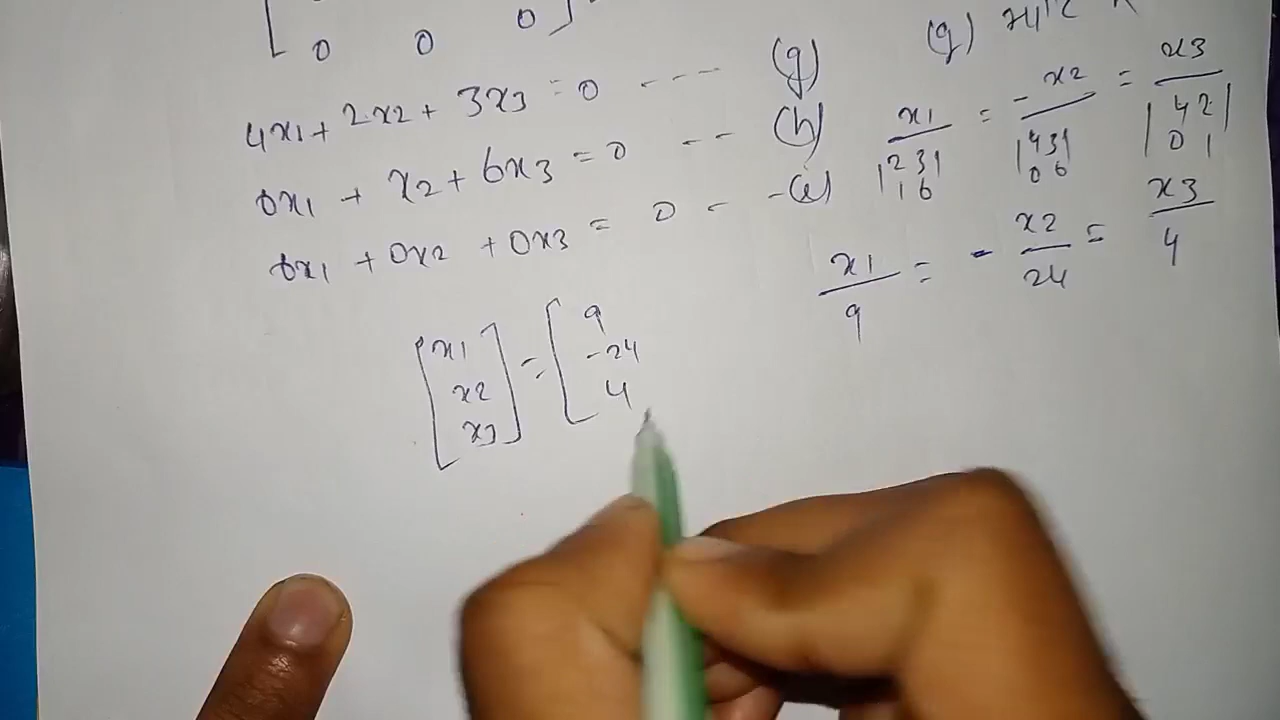 0 0 0
4x1 + 2x2 + 3x3 = 0 ---- (g)
0x1 + x2 + 6x3 = 0 --- (h)
0x1 + 0x2 + 0x3 = 0 - - (i)
[x1 x2 x3] = [9 -24 4
(g)
x1/|2 3 1 6| = -x2/|4 3 0 6| = x3/|4 2 0 1|
x1/9 = -x2/24 = x3/4